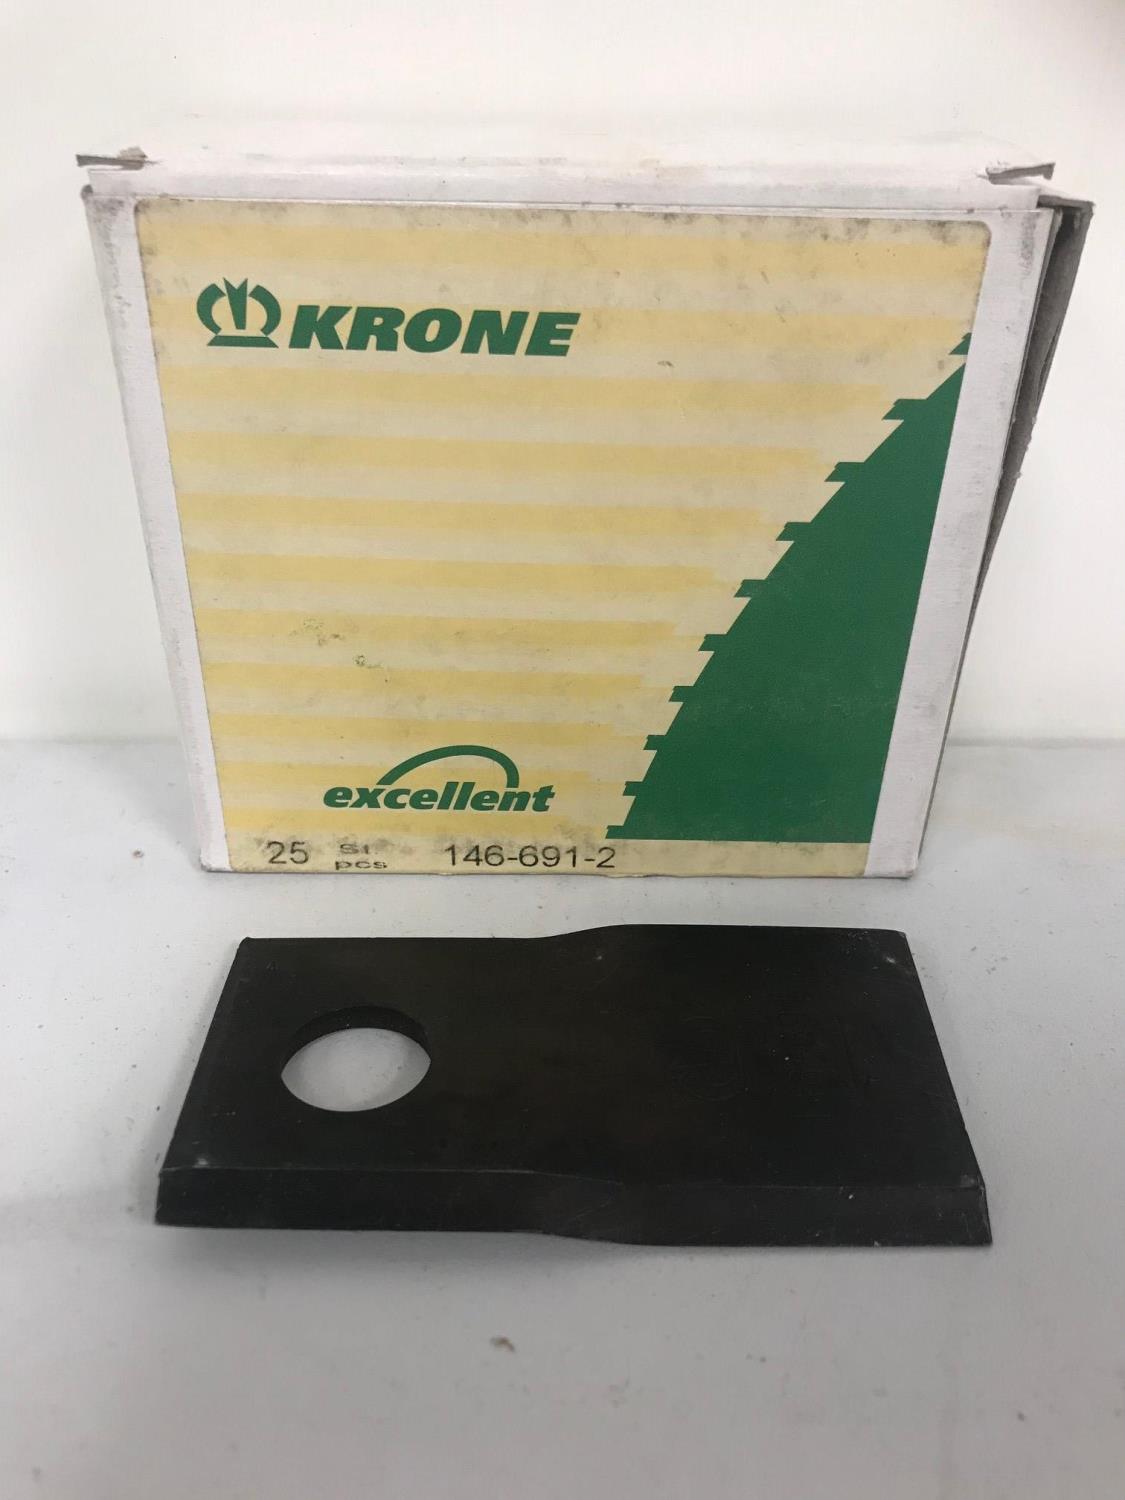 KRONE
excellent
25 St pcs 146-691-2